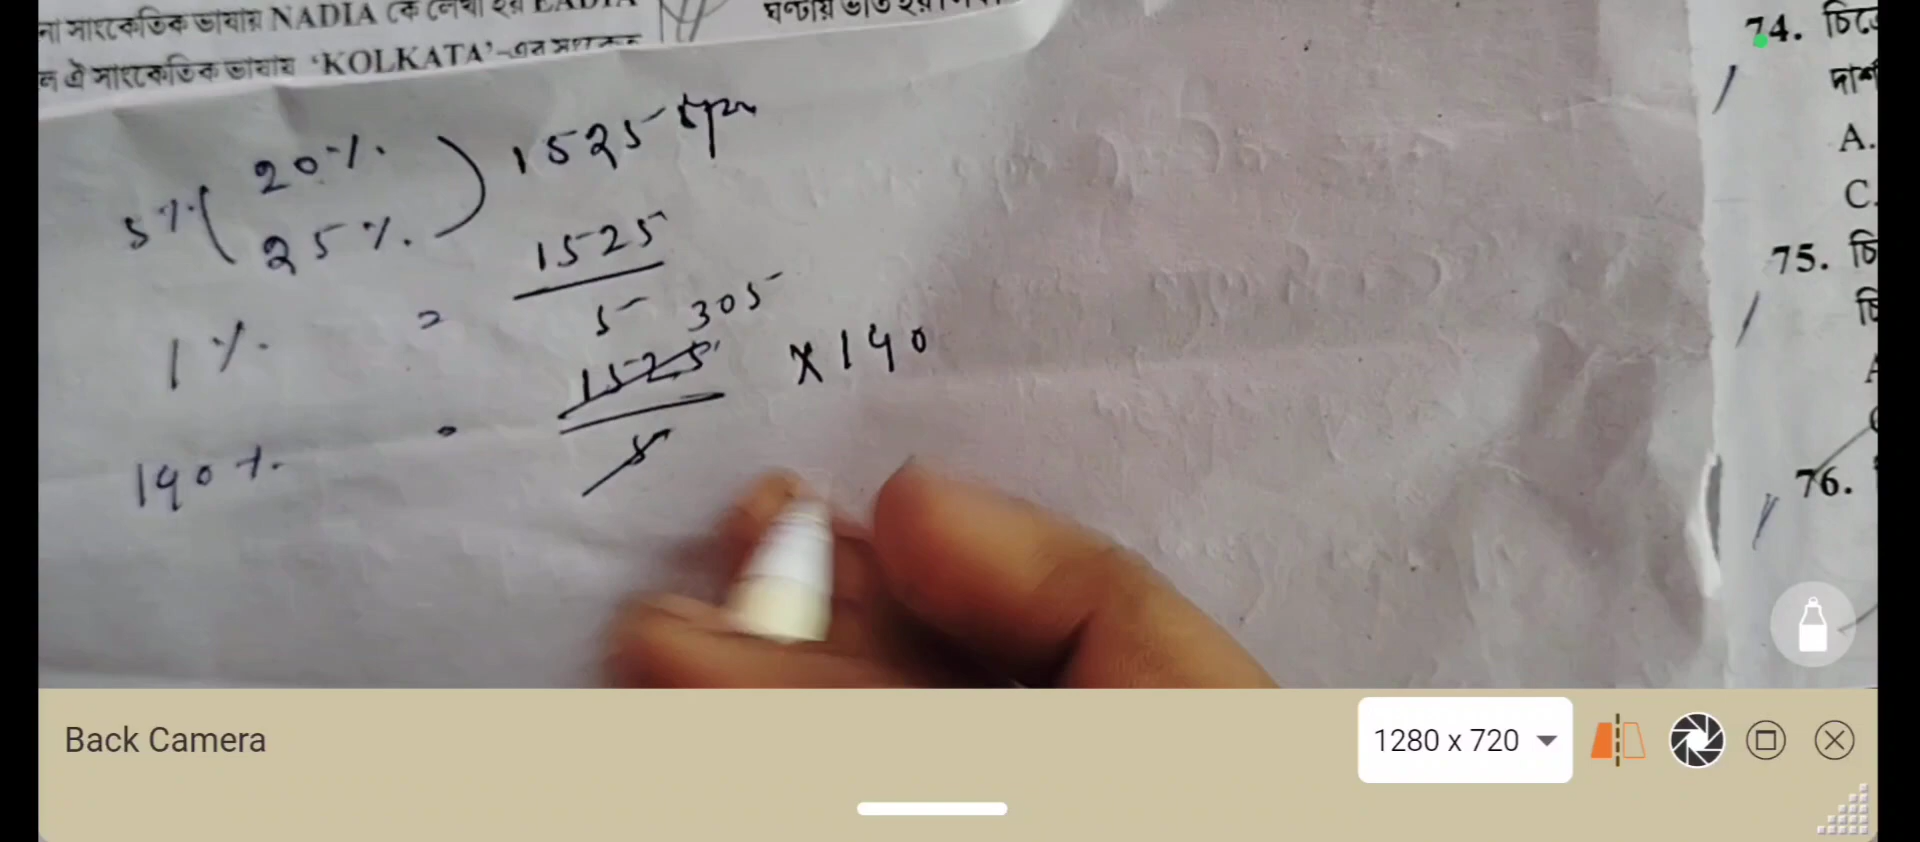 না সাংকেতিক ভাষায় NADIA কে লেখা হয় EADIA
ল ঐ সাংকেতিক ভাষায় 'KOLKATA'-এর
ঘণ্টায়
5%( 20% ) 1525
25%
1% = 1525
5
305
140% = 1525 × 140
5
74.
A.
C.
75. চি
চি
76.
Back Camera
1280 x 720